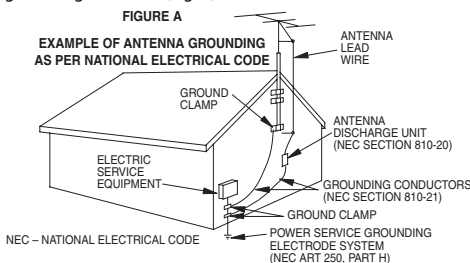 FIGURE A
EXAMPLE OF ANTENNA GROUNDING
AS PER NATIONAL ELECTRICAL CODE
ANTENNA
LEAD
WIRE
GROUND
CLAMP
ANTENNA
DISCHARGE UNIT
(NEC SECTION 810-20)
ELECTRIC
SERVICE
EQUIPMENT
GROUNDING CONDUCTORS
(NEC SECTION 810-21)
GROUND CLAMP
NEC – NATIONAL ELECTRICAL CODE
POWER SERVICE GROUNDING
ELECTRODE SYSTEM
(NEC ART 250, PART H)